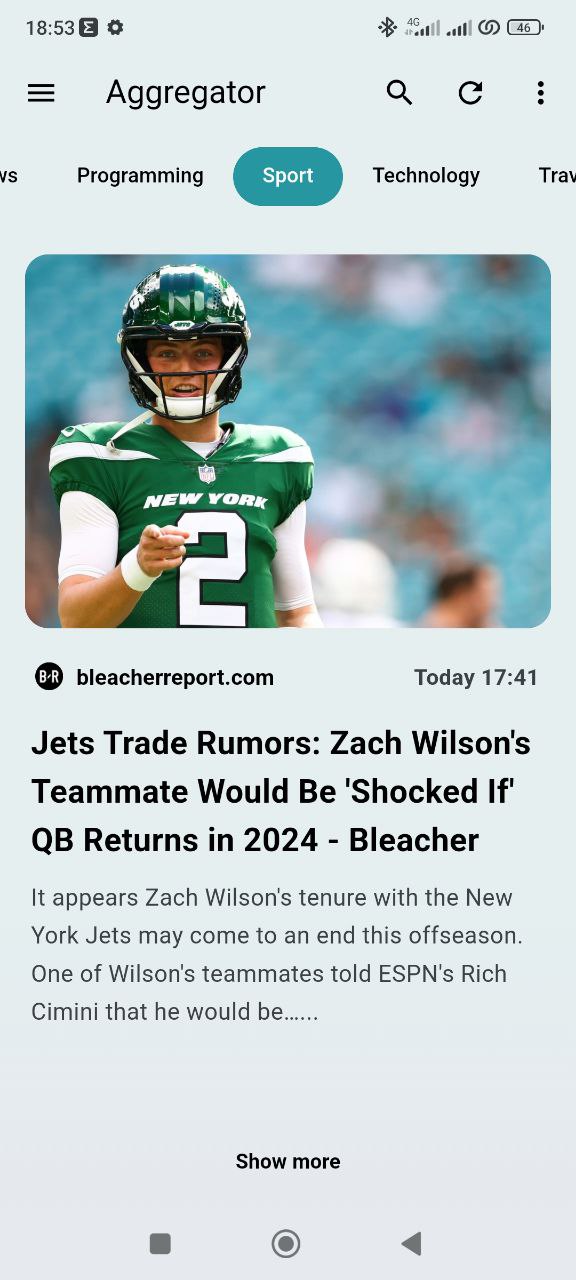 18:53
4G
46
Aggregator
ws Programming Sport Technology Trav
JETS
NEW YORK
2
B/R bleacherreport.com Today 17:41
Jets Trade Rumors: Zach Wilson's
Teammate Would Be 'Shocked If'
QB Returns in 2024 - Bleacher
It appears Zach Wilson's tenure with the New
York Jets may come to an end this offseason.
One of Wilson's teammates told ESPN's Rich
Cimini that he would be…...
Show more